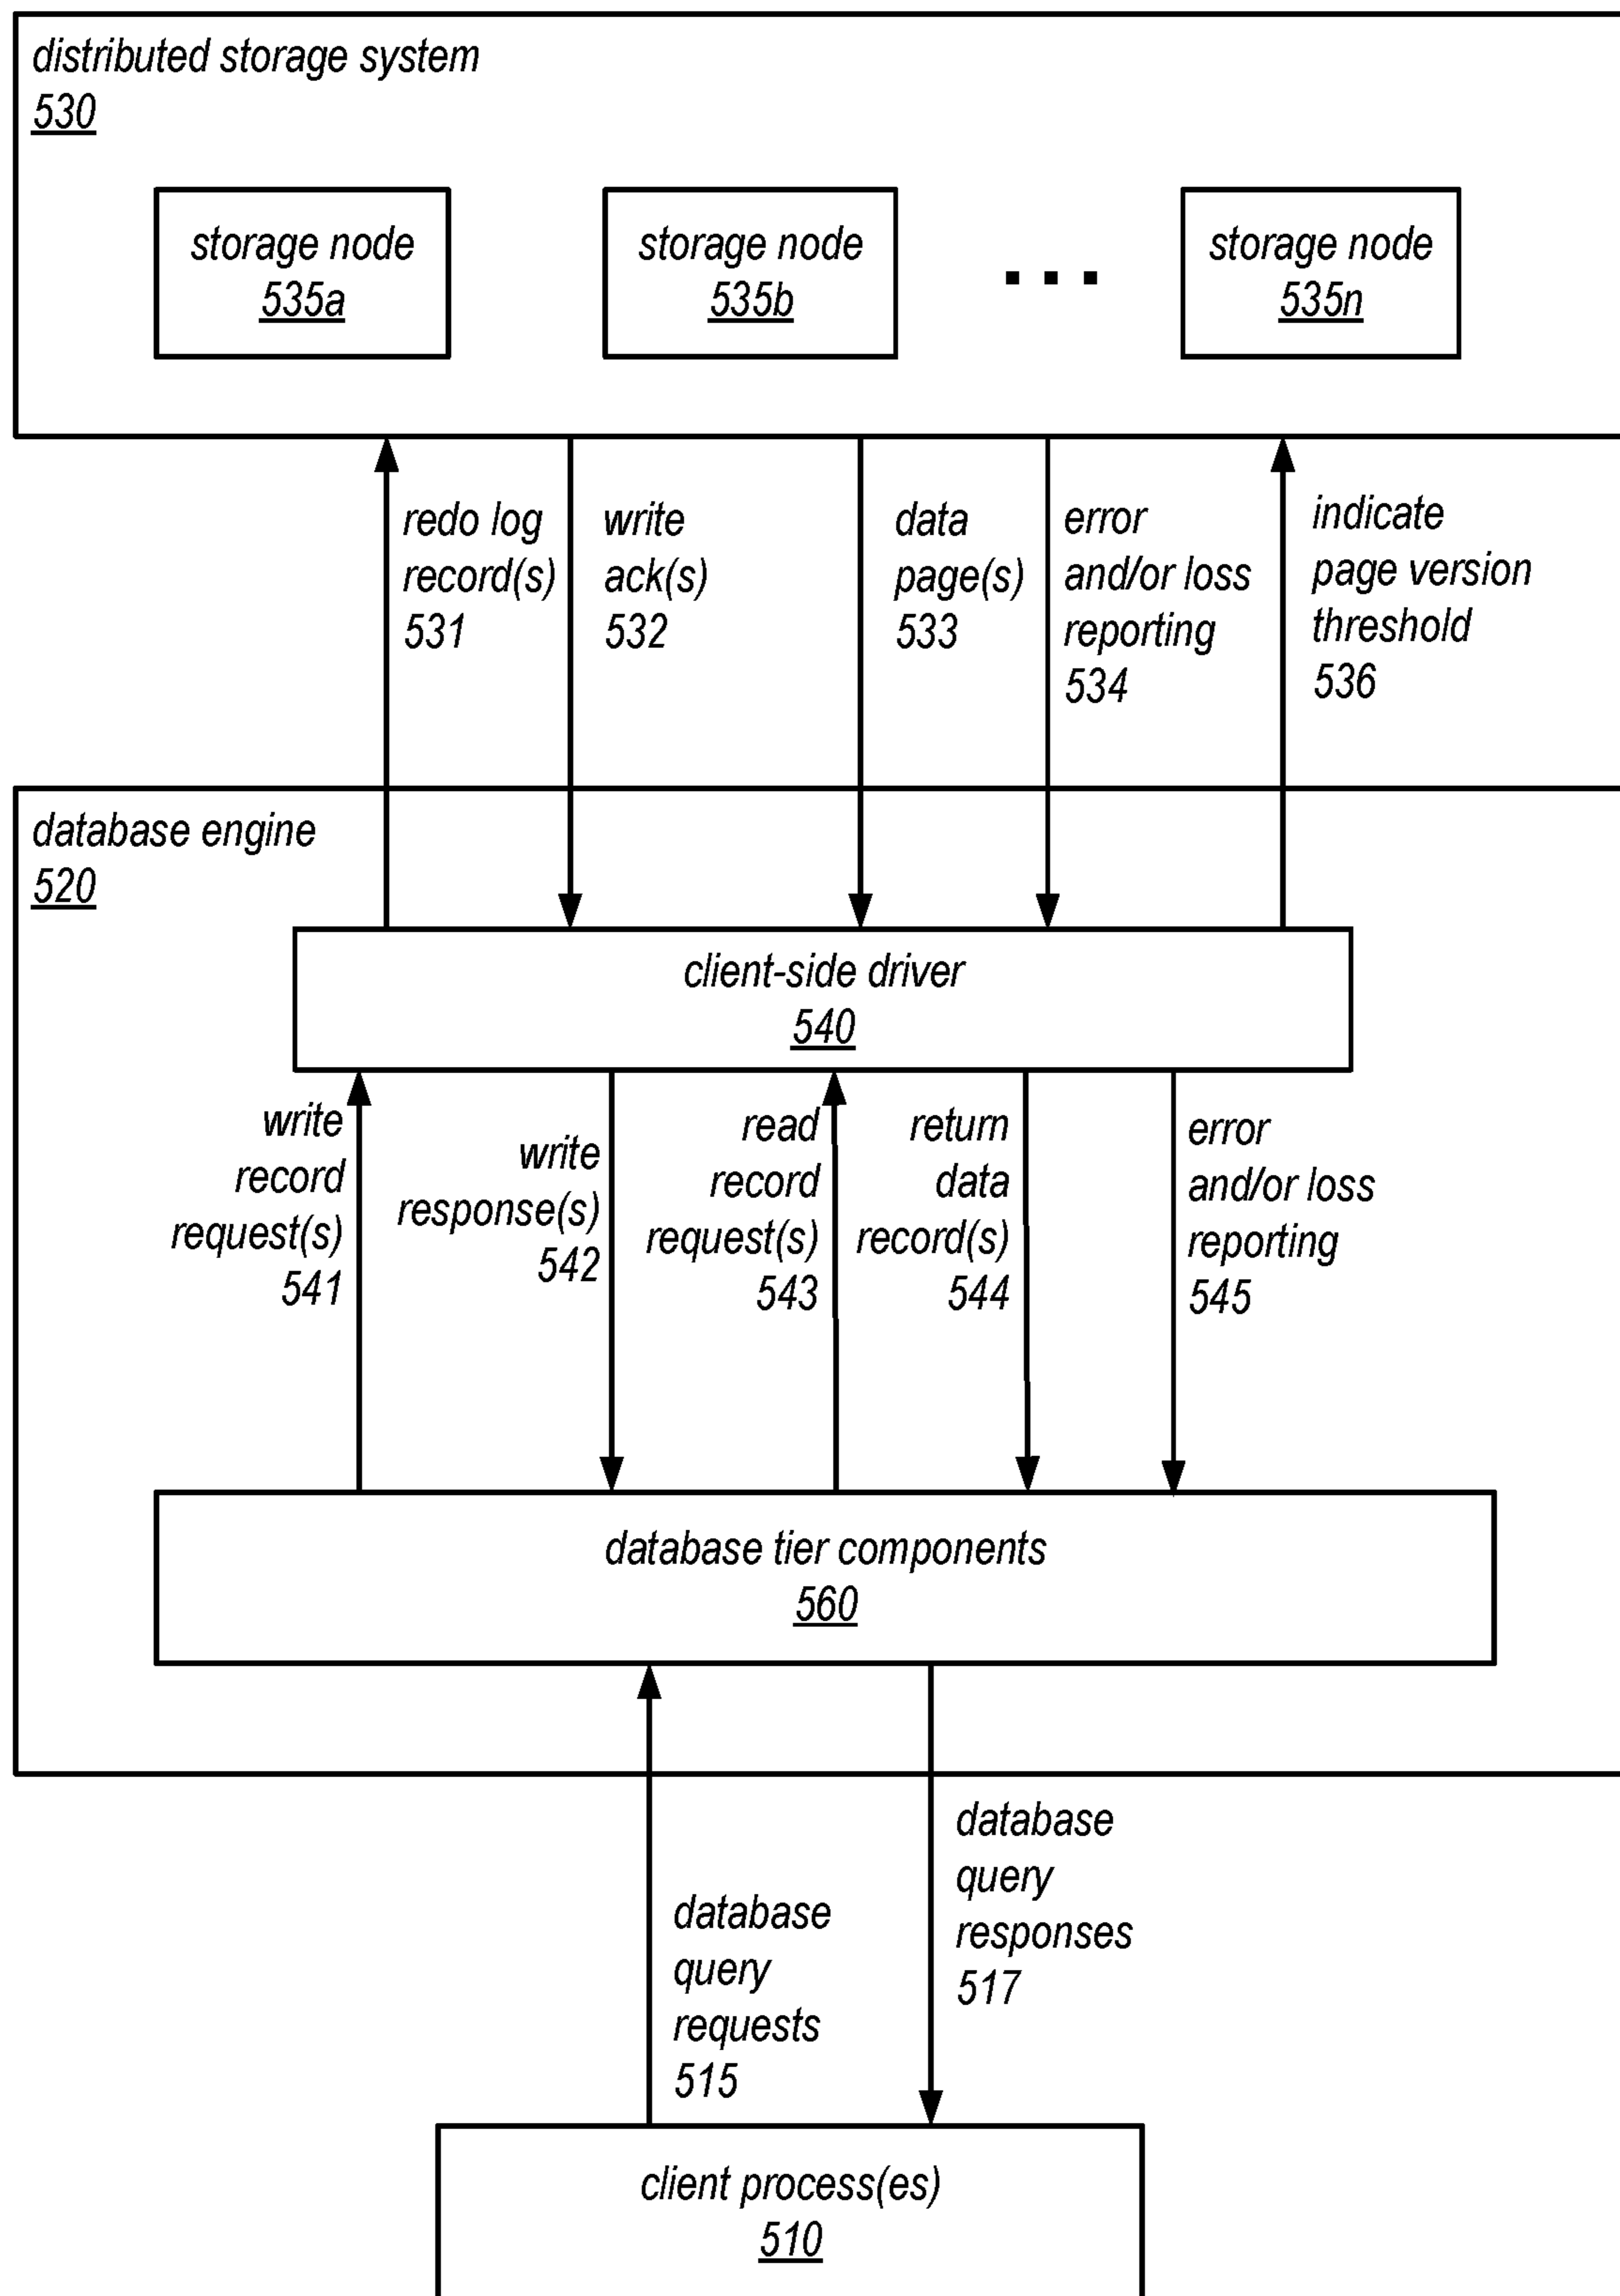 distributed storage system
530
storage node
535a
storage node
535b
storage node
535n
redo log
record(s)
531
write
ack(s)
532
data
page(s)
533
error
and/or loss
reporting
534
indicate
page version
threshold
536
database engine
520
client-side driver
540
write
record
request(s)
541
write
response(s)
542
read
record
request(s)
543
return
data
record(s)
544
error
and/or loss
reporting
545
database tier components
560
database
query
requests
515
database
query
responses
517
client process(es)
510